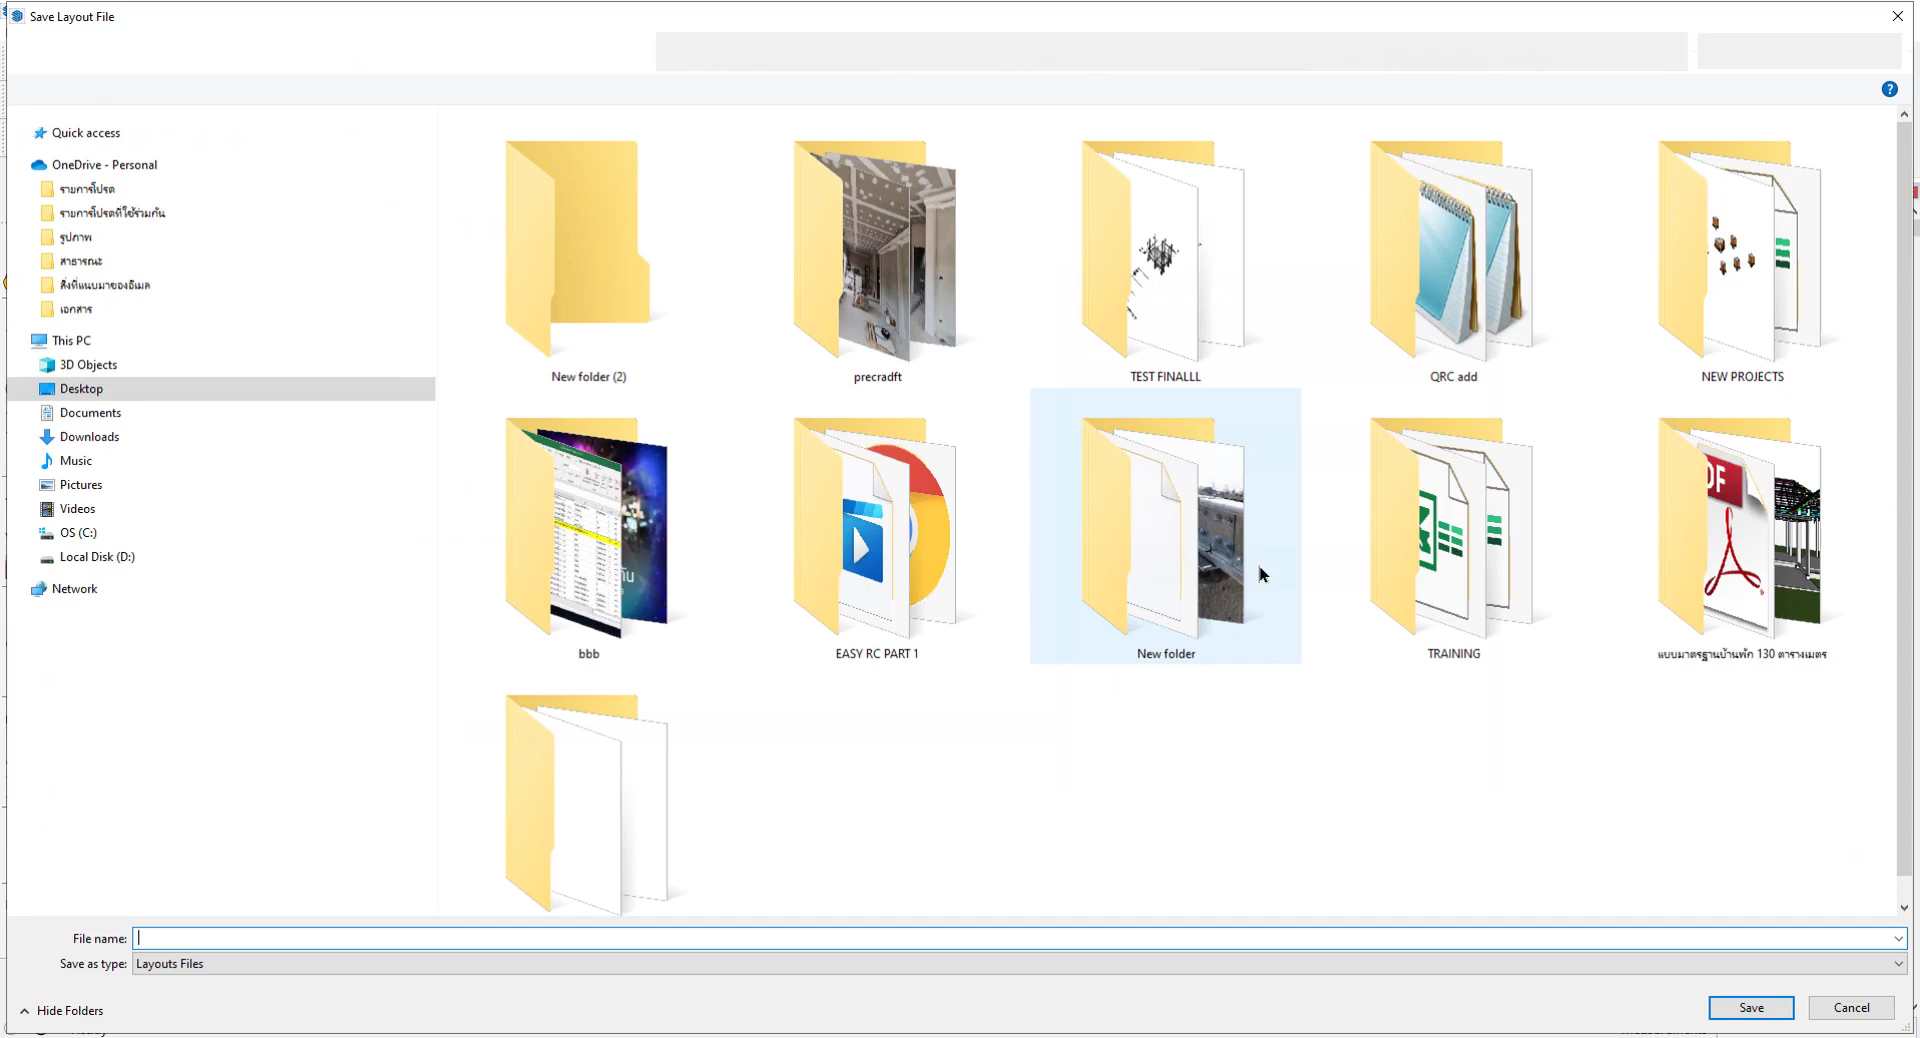 Save Layout File
Quick access
OneDrive - Personal
รายการโปรด
รายการโปรดที่ใช้ร่วมกัน
รูปภาพ
สาธารณะ
สิ่งที่แนบมาของอีเมล
เอกสาร
This PC
3D Objects
Desktop
Documents
Downloads
Music
Pictures
Videos
OS (C:)
Local Disk (D:)
Network
New folder (2)
precradft
TEST FINALLL
QRC add
NEW PROJECTS
bbb
EASY RC PART 1
New folder
TRAINING
แบบมาตรฐานบ้านพัก 130 ตารางเมตร
File name:
Save as type:
Layouts Files
Hide Folders
Save
Cancel